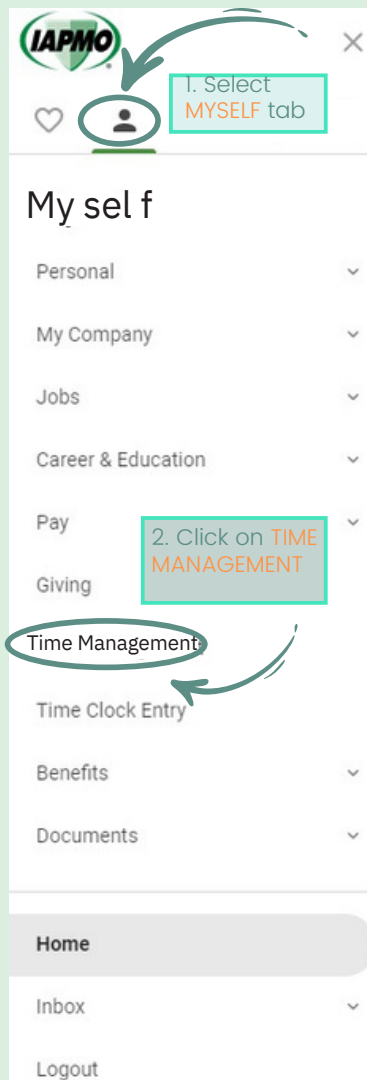 IAPMO
1. Select
MYSELF tab
My sel f
Personal
My Company
Jobs
Career & Education
Pay
2. Click on TIME
MANAGEMENT
Giving
Time Management
Time Clock Entry
Benefits
Documents
Home
Inbox
Logout